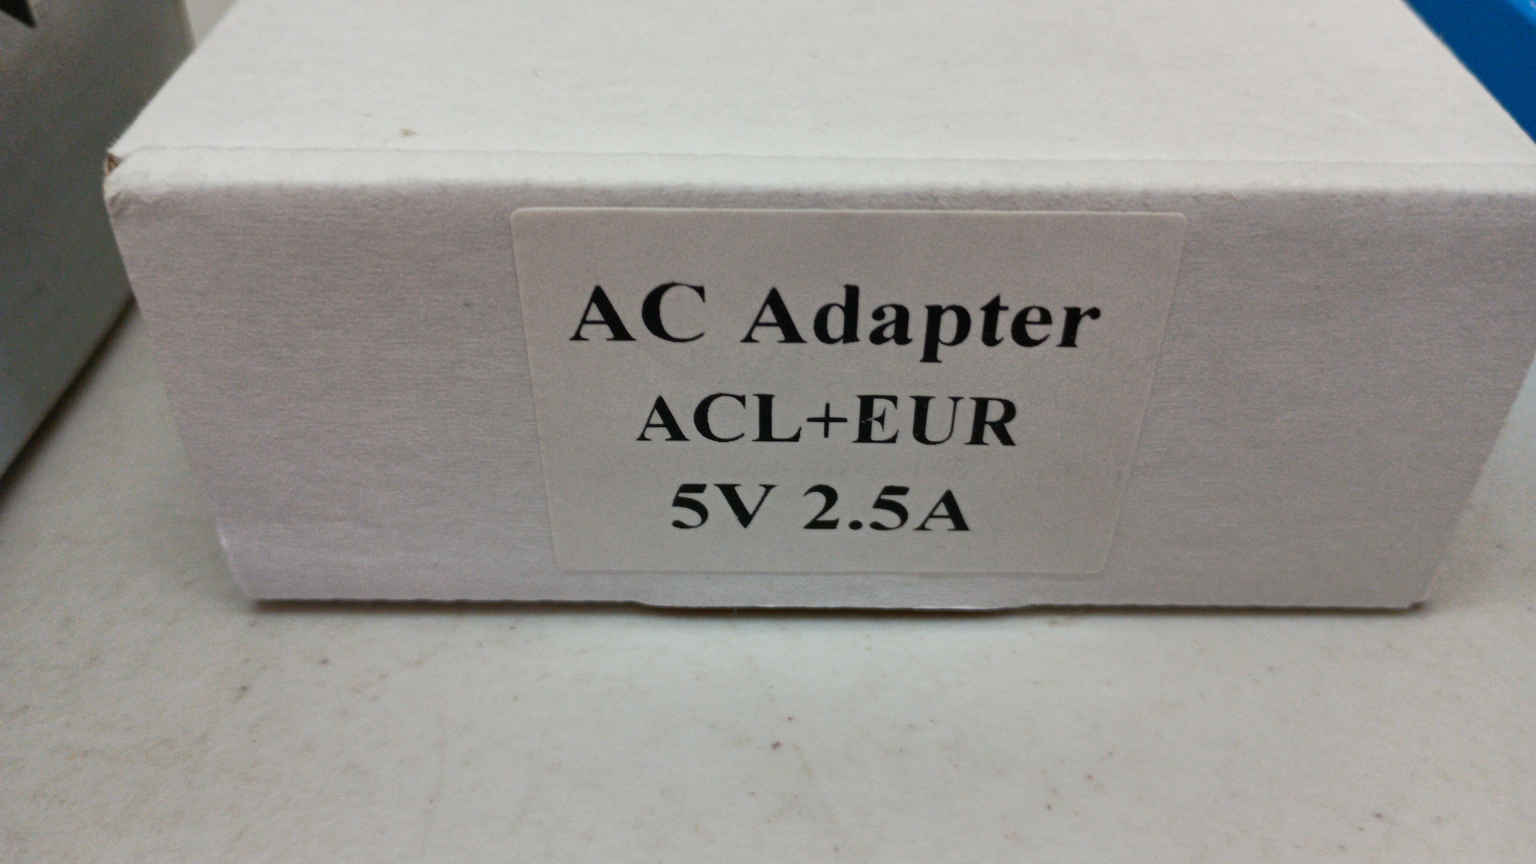 AC Adapter
ACL+EUR
5V 2.5A